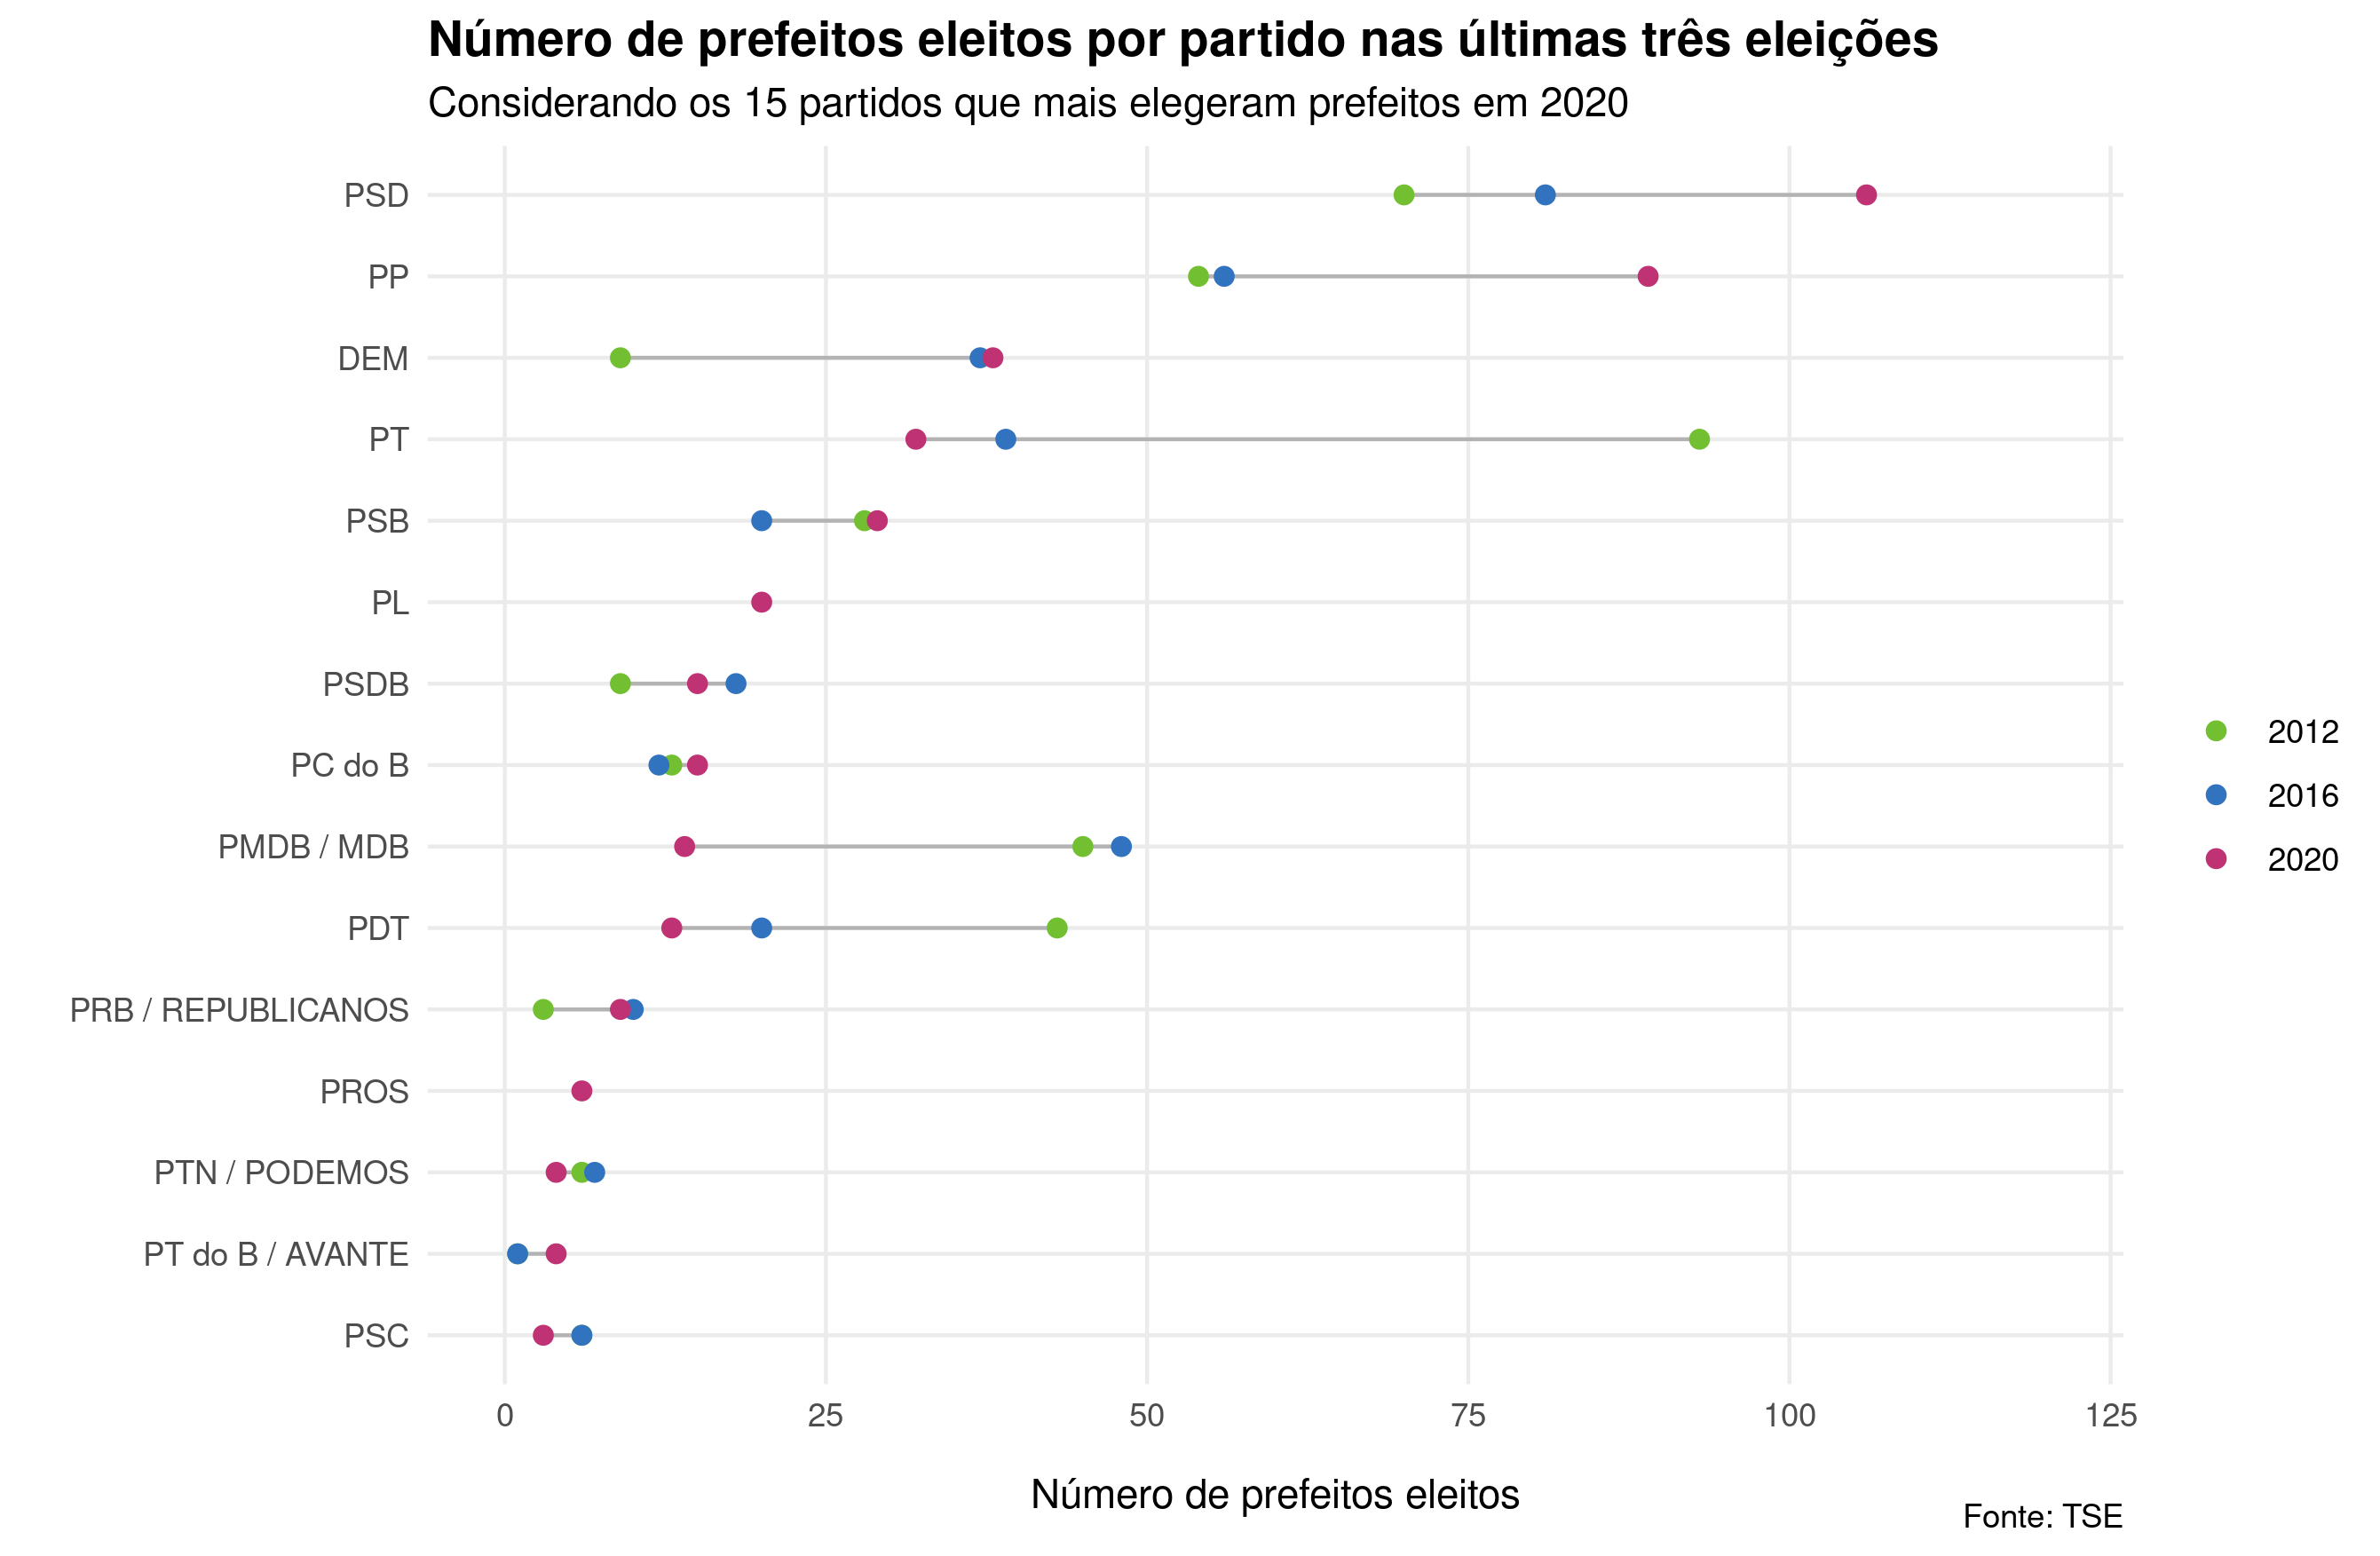 Número de prefeitos eleitos por partido nas últimas três eleições
Considerando os 15 partidos que mais elegeram prefeitos em 2020
PSD
PP
DEM
PT
PSB
PL
PSDB
PC do B
PMDB / MDB
PDT
PRB / REPUBLICANOS
PROS
PTN / PODEMOS
PT do B / AVANTE
PSC
2012
2016
2020
0 25 50 75 100 125
Número de prefeitos eleitos
Fonte: TSE